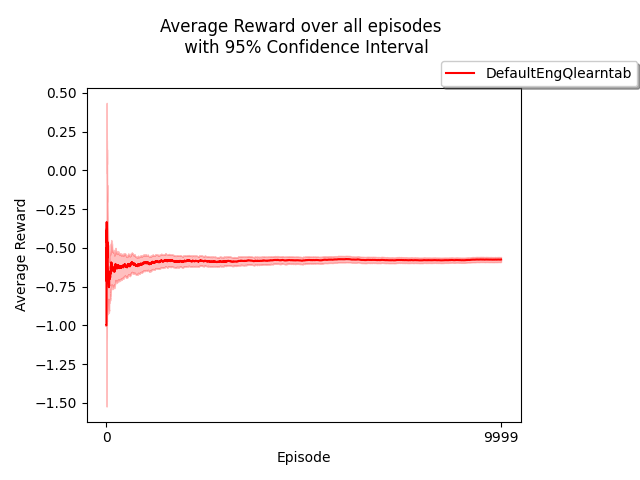 Average Reward over all episodes
with 95% Confidence Interval
DefaultEngQlearntab
0.50
0.25
0.00
−0.25
−0.50
−0.75
−1.00
−1.25
−1.50
Average Reward
0 9999
Episode